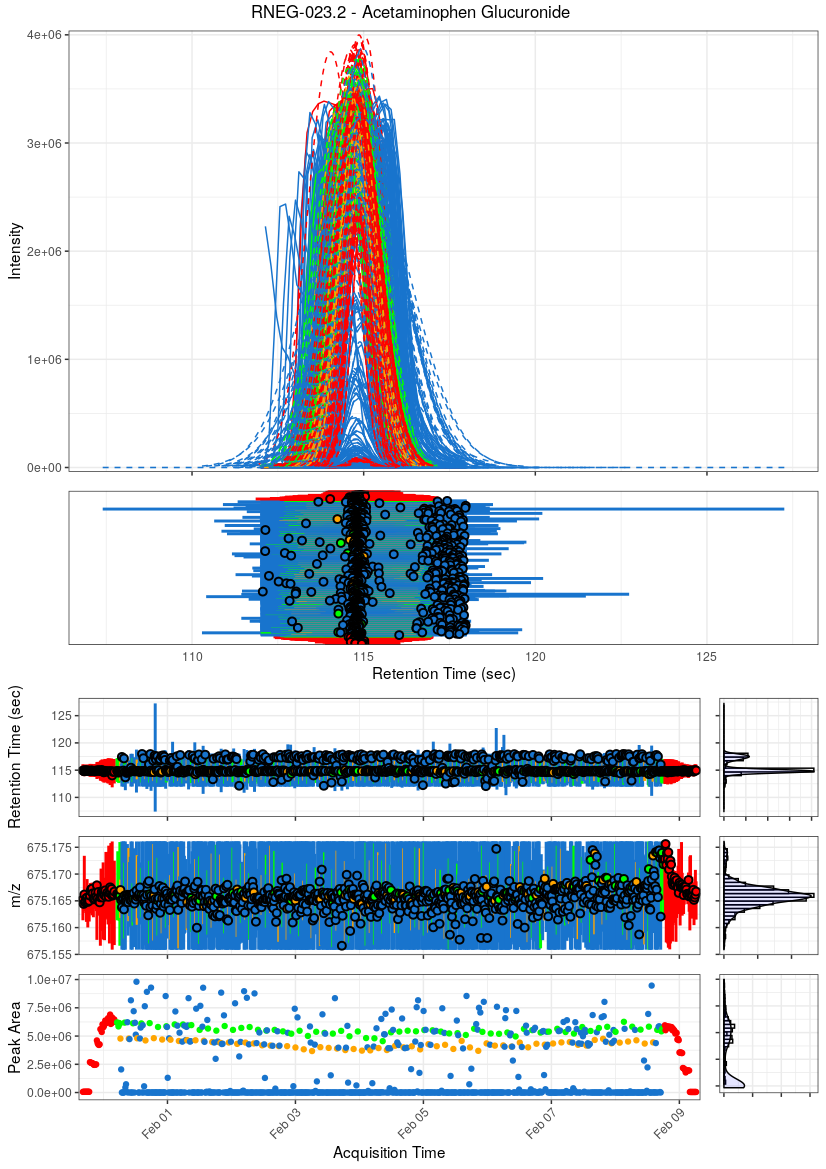 RNEG-023.2 - Acetaminophen Glucuronide
4e+06
3e+06
2e+06
1e+06
0e+00
Intensity
110
115
120
125
Retention Time (sec)
125
120
115
110
Retention Time (sec)
675.175
675.170
675.165
675.160
675.155
m/z
1.0e+07
7.5e+06
5.0e+06
2.5e+06
0.0e+00
Peak Area
Feb 01
Feb 03
Feb 05
Feb 07
Feb 09
Acquisition Time